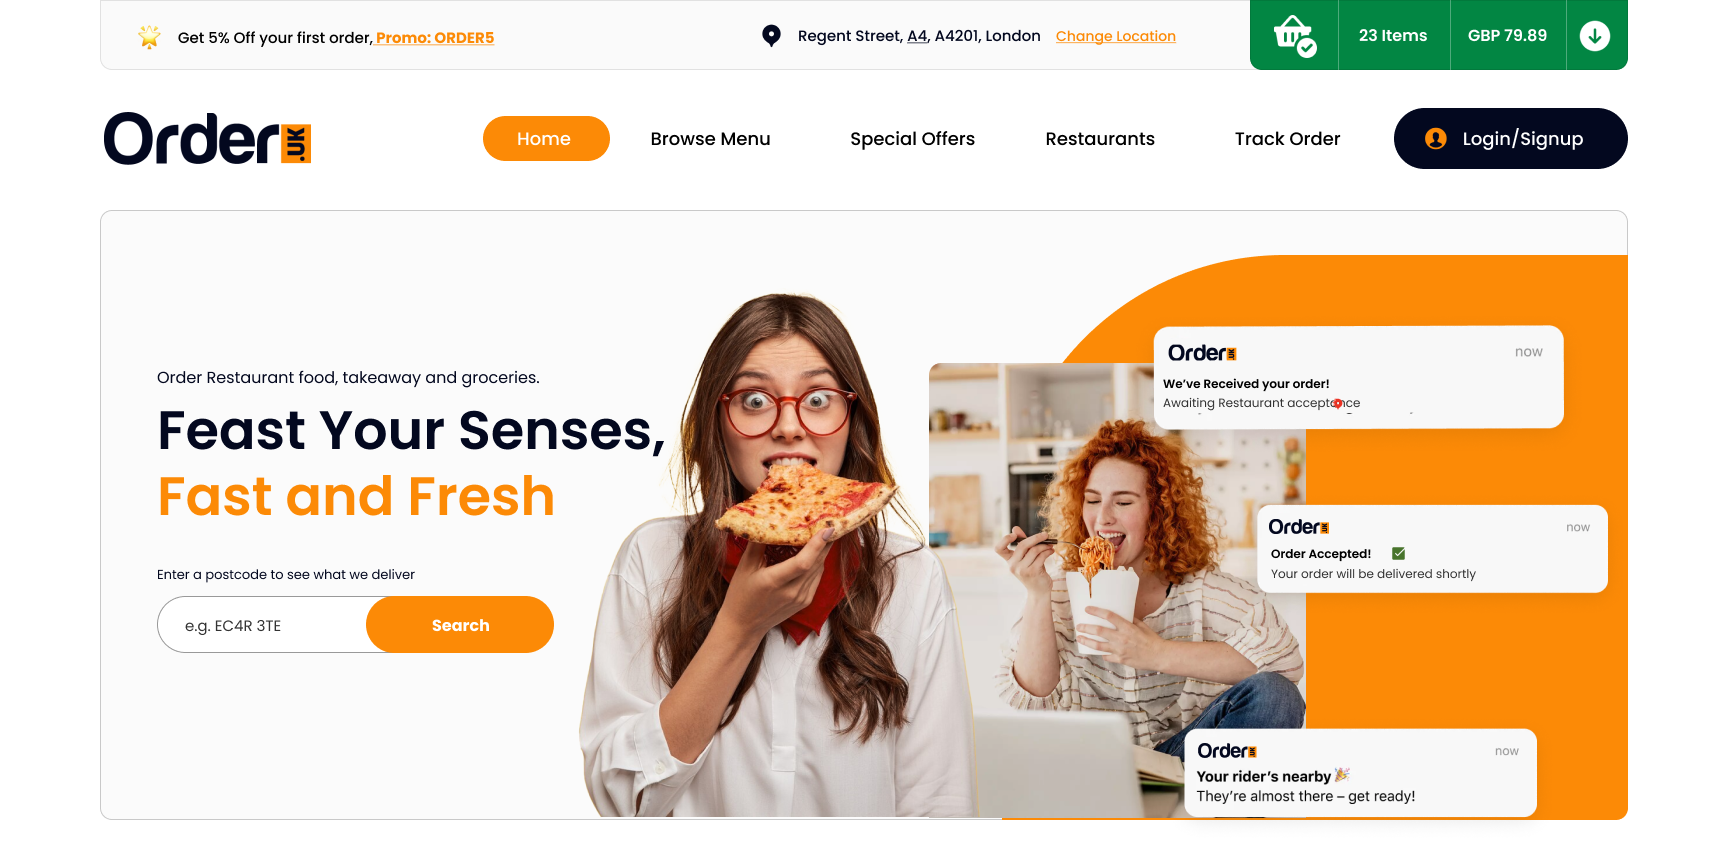 Get 5% Off your first order, Promo: ORDER5
Regent Street, A4, A4201, London
Change Location
23 Items
GBP 79.89
Order.UK
Home
Browse Menu
Special Offers
Restaurants
Track Order
Login/Signup
Order Restaurant food, takeaway and groceries.
Feast Your Senses,
Fast and Fresh
Enter a postcode to see what we deliver
e.g. EC4R 3TE
Search
Order.UK
now
We’ve Received your order!
Awaiting Restaurant acceptance
Order.UK
now
Order Accepted! ✅
Your order will be delivered shortly
Order.UK
now
Your rider’s nearby 🎉
They’re almost there – get ready!